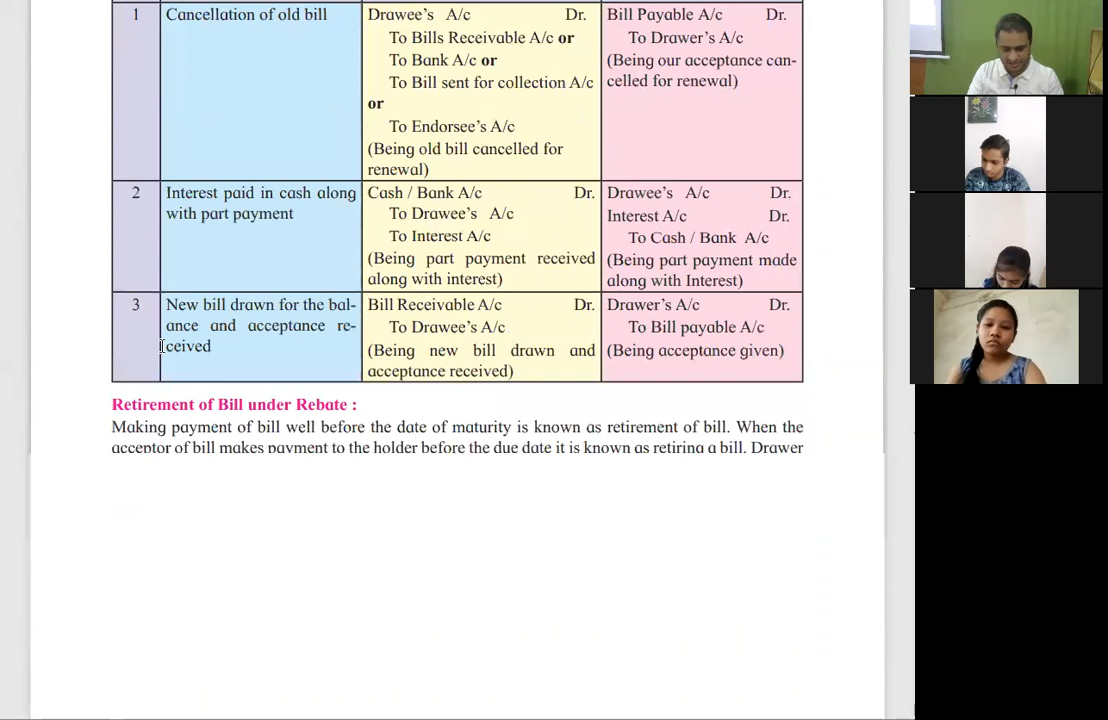 1 Cancellation of old bill Drawee's A/c Dr. Bill Payable A/c Dr.
To Bills Receivable A/c or To Drawer's A/c
To Bank A/c or (Being our acceptance can-
To Bill sent for collection A/c celled for renewal)
or
To Endorsee's A/c
(Being old bill cancelled for
renewal)
2 Interest paid in cash along Cash / Bank A/c Dr. Drawee's A/c Dr.
with part payment To Drawee's A/c Interest A/c Dr.
To Interest A/c To Cash / Bank A/c
(Being part payment received (Being part payment made
along with interest) along with Interest)
3 New bill drawn for the bal- Bill Receivable A/c Dr. Drawer's A/c Dr.
ance and acceptance re- To Drawee's A/c To Bill payable A/c
ceived (Being new bill drawn and (Being acceptance given)
acceptance received)
Retirement of Bill under Rebate :
Making payment of bill well before the date of maturity is known as retirement of bill. When the
acceptor of bill makes payment to the holder before the due date it is known as retiring a bill. Drawer